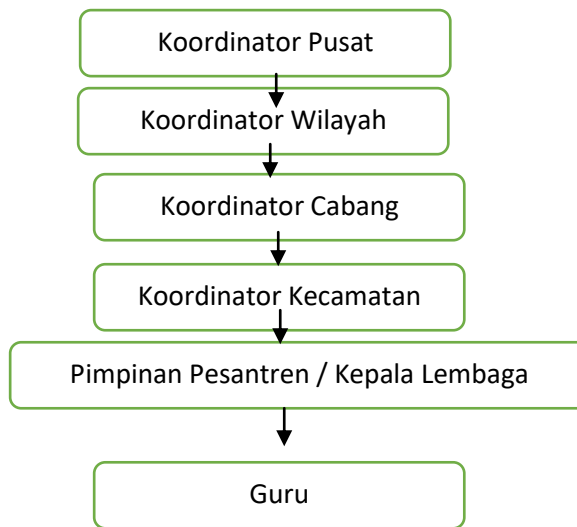 Koordinator Pusat
Koordinator Wilayah
Koordinator Cabang
Koordinator Kecamatan
Pimpinan Pesantren / Kepala Lembaga
Guru